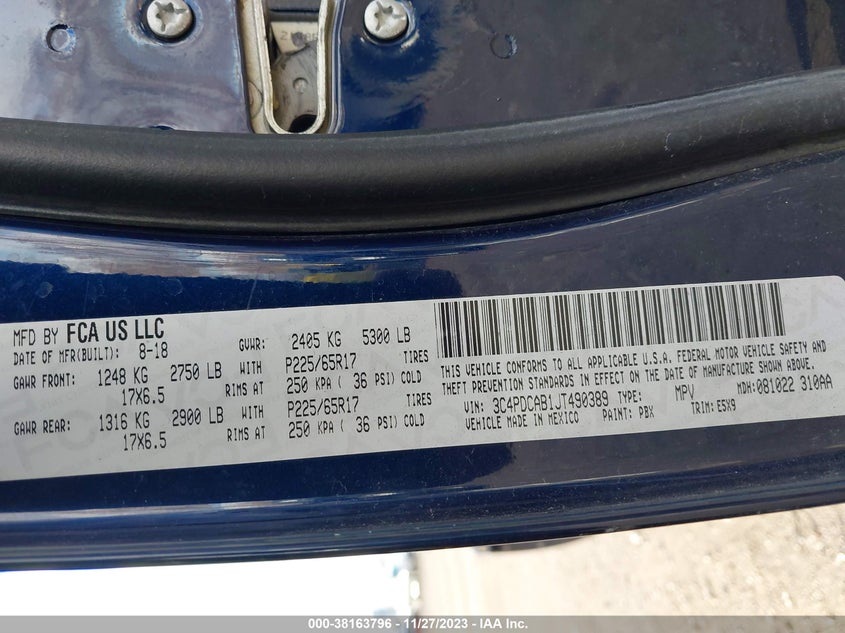 MFD BY FCA US LLC
DATE OF MFR(BUILT): 8-18 GVWR: 2405 KG 5300 LB
GAWR FRONT: 1248 KG 2750 LB WITH P225/65R17 TIRES
17X6.5 RIMS AT 250 KPA ( 36 PSI) COLD
GAWR REAR: 1316 KG 2900 LB WITH P225/65R17 TIRES
17X6.5 RIMS AT 250 KPA ( 36 PSI) COLD
THIS VEHICLE CONFORMS TO ALL APPLICABLE U.S.A. FEDERAL MOTOR VEHICLE SAFETY AND
THEFT PREVENTION STANDARDS IN EFFECT ON THE DATE OF MANUFACTURE SHOWN ABOVE.
VIN: 3C4PDCAB1JT490389 TYPE: MPV MDH:081022 310AA
VEHICLE MADE IN MEXICO PAINT: PBX TRIM: ESX9
000-38163796 - 11/27/2023 - IAA Inc.